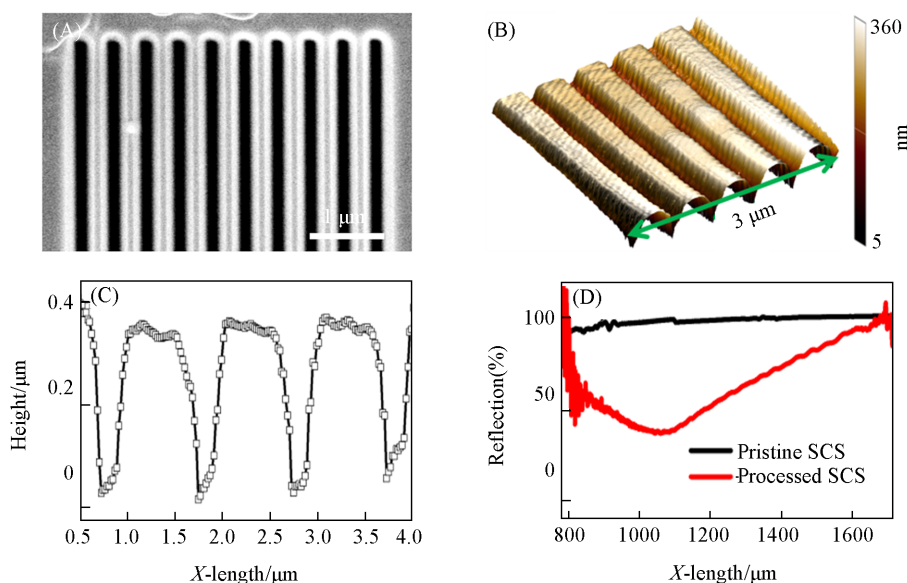 (A)
1 μm
(B)
3 μm
360
nm
5
(C)
0.4
0.2
0
Height/μm
0.5 1.0 1.5 2.0 2.5 3.0 3.5 4.0
X-length/μm
(D)
100
50
0
Reflection(%)
Pristine SCS
Processed SCS
800 1000 1200 1400 1600
X-length/μm